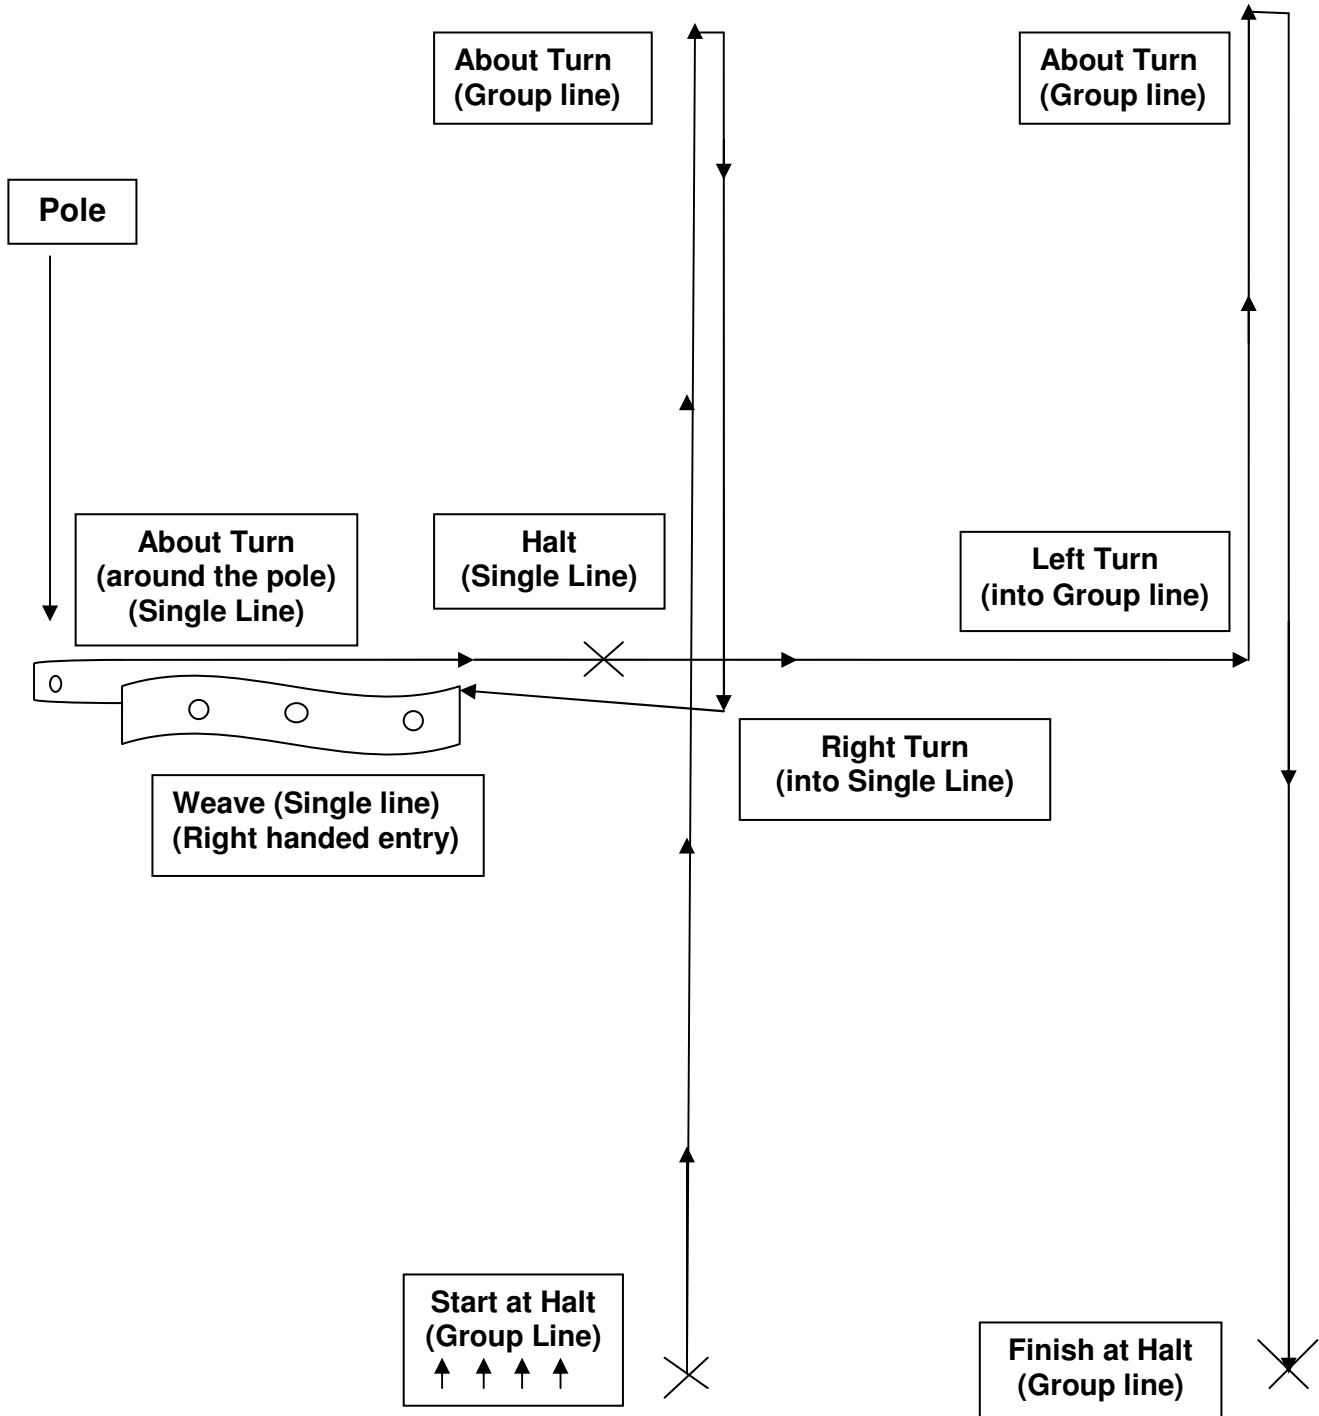 About Turn
(Group line)
About Turn
(Group line)
Pole
About Turn
(around the pole)
(Single Line)
Halt
(Single Line)
Left Turn
(into Group line)
Right Turn
(into Single Line)
Weave (Single line)
(Right handed entry)
Start at Halt
(Group Line)
Finish at Halt
(Group line)